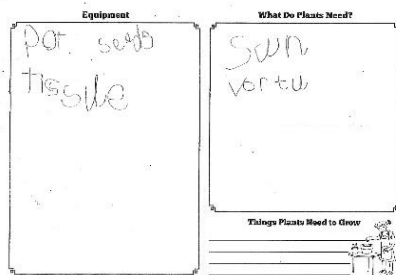 Equipment
pot seeds
tissue
What Do Plants Need?
Sun
vortu
Things Plants Need to Grow